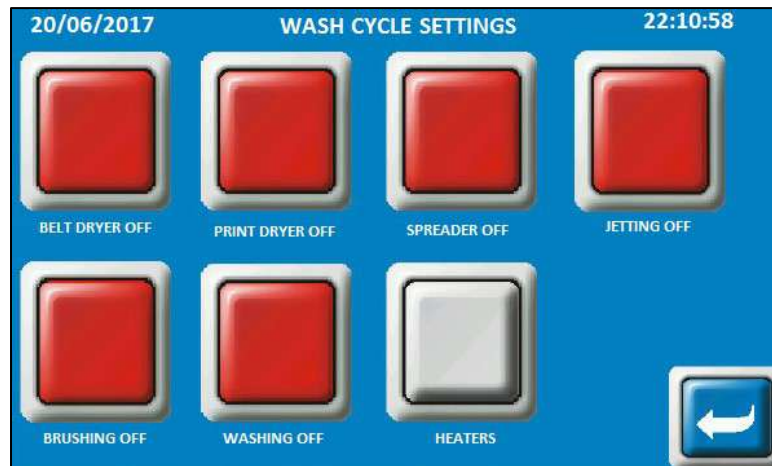 20/06/2017 WASH CYCLE SETTINGS 22:10:58
BELT DRYER OFF PRINT DRYER OFF SPREADER OFF JETTING OFF
BRUSHING OFF WASHING OFF HEATERS